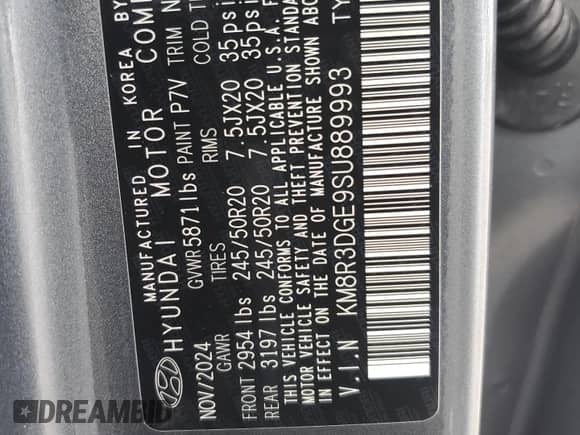 MANUFACTURED IN KOREA BY
HYUNDAI MOTOR COMP
NOV/2024 GVWR 5871 lbs PAINT P7V TRIM N
GAWR TIRES RIMS COLD T
FRONT 2954 lbs 245/50R20 7.5JX20 35psi
REAR 3197 lbs 245/50R20 7.5JX20 35psi
THIS VEHICLE CONFORMS TO ALL APPLICABLE U.S.A. F
MOTOR VEHICLE SAFETY AND THEFT PREVENTION STANDA
IN EFFECT ON THE DATE OF MANUFACTURE SHOWN ABO
V.I.N KM8R3DGE9SU889993 TY
DREAMBID